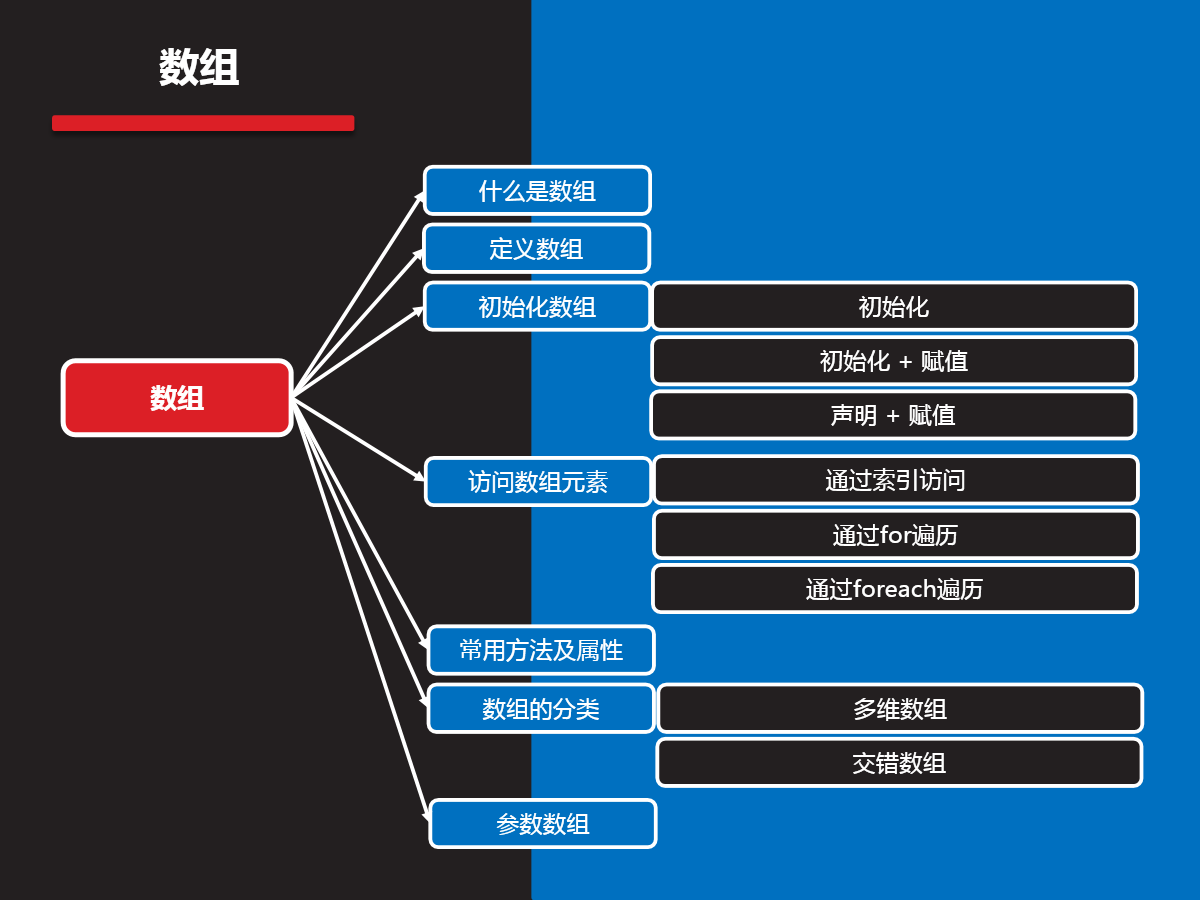 数组
什么是数组
定义数组
初始化数组
初始化
初始化 + 赋值
声明 + 赋值
数组
访问数组元素
通过索引访问
通过for遍历
通过foreach遍历
常用方法及属性
数组的分类
多维数组
交错数组
参数数组